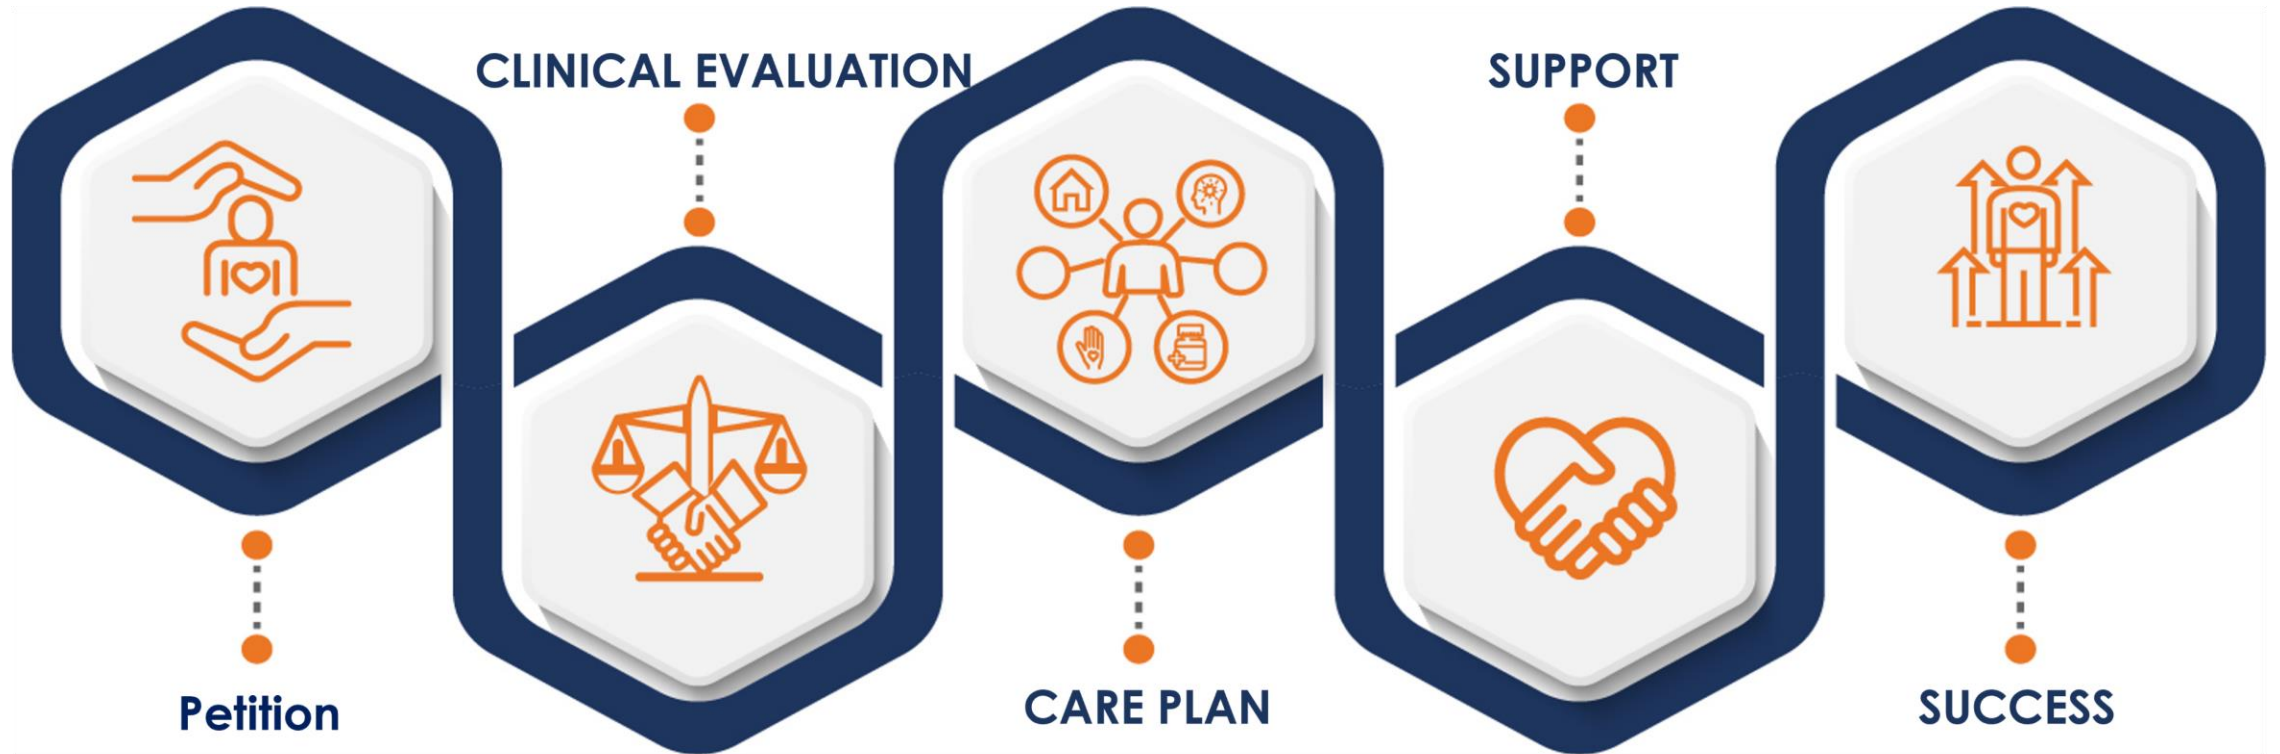 Petition
CLINICAL EVALUATION
CARE PLAN
SUPPORT
SUCCESS